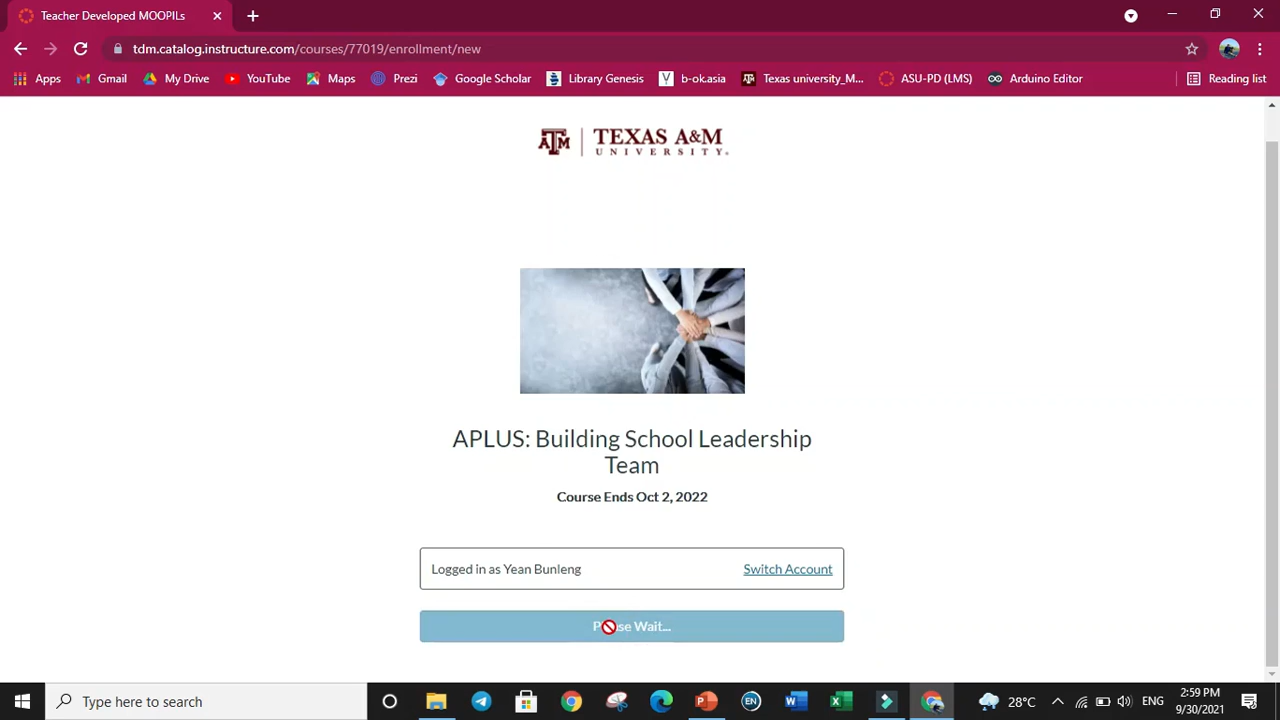 Teacher Developed MOOPILs
tdm.catalog.instructure.com/courses/77019/enrollment/new
Apps Gmail My Drive YouTube Maps Prezi Google Scholar Library Genesis b-ok.asia Texas university_M... ASU-PD (LMS) Arduino Editor Reading list
TEXAS A&M
UNIVERSITY
APLUS: Building School Leadership
Team
Course Ends Oct 2, 2022
Logged in as Yean Bunleng Switch Account
Wait...
Type here to search
28°C ENG 2:59 PM
9/30/2021